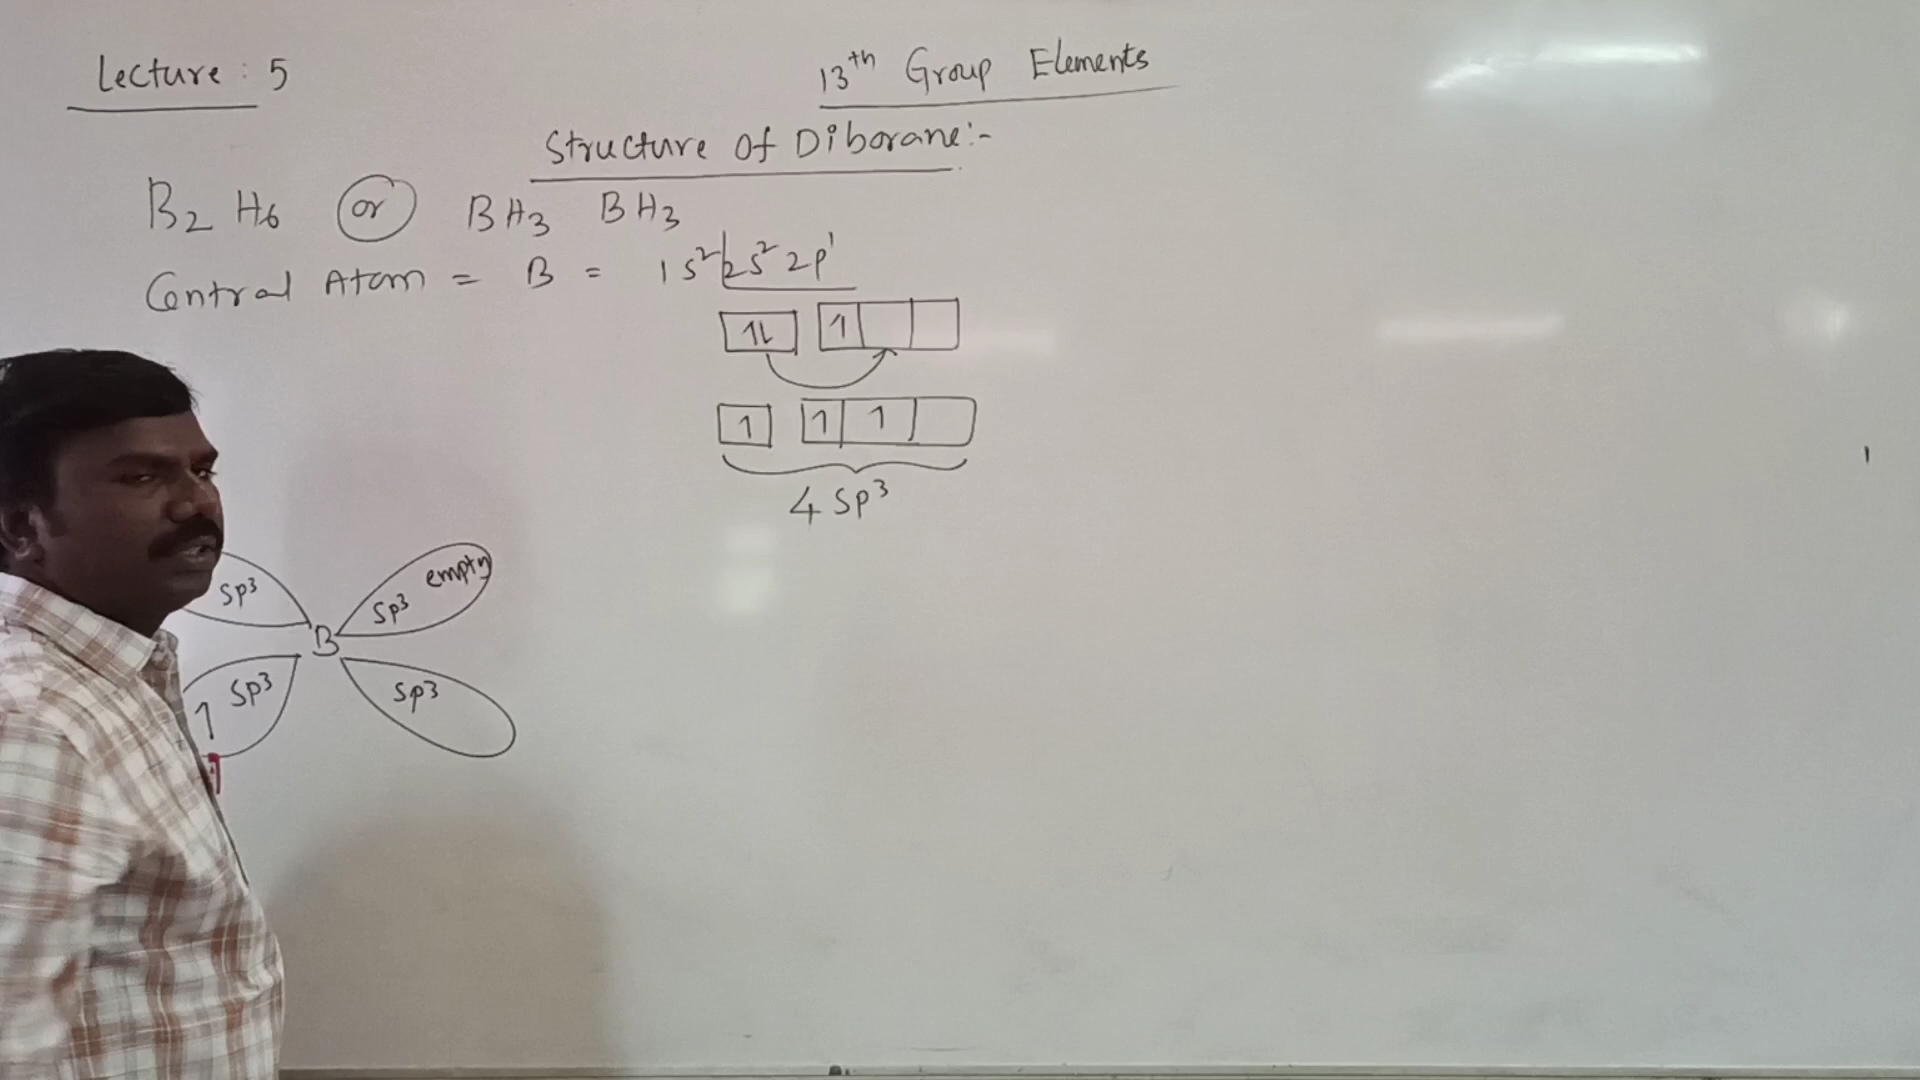 Lecture : 5
13th Group Elements
Structure Of Diborane:-
B2 H6 or BH3 BH3
Central Atom = B = 1s² 2s² 2p¹
1L 1
1 1 1
4 sp³
sp³ sp³ empty
B
1 sp³ sp³